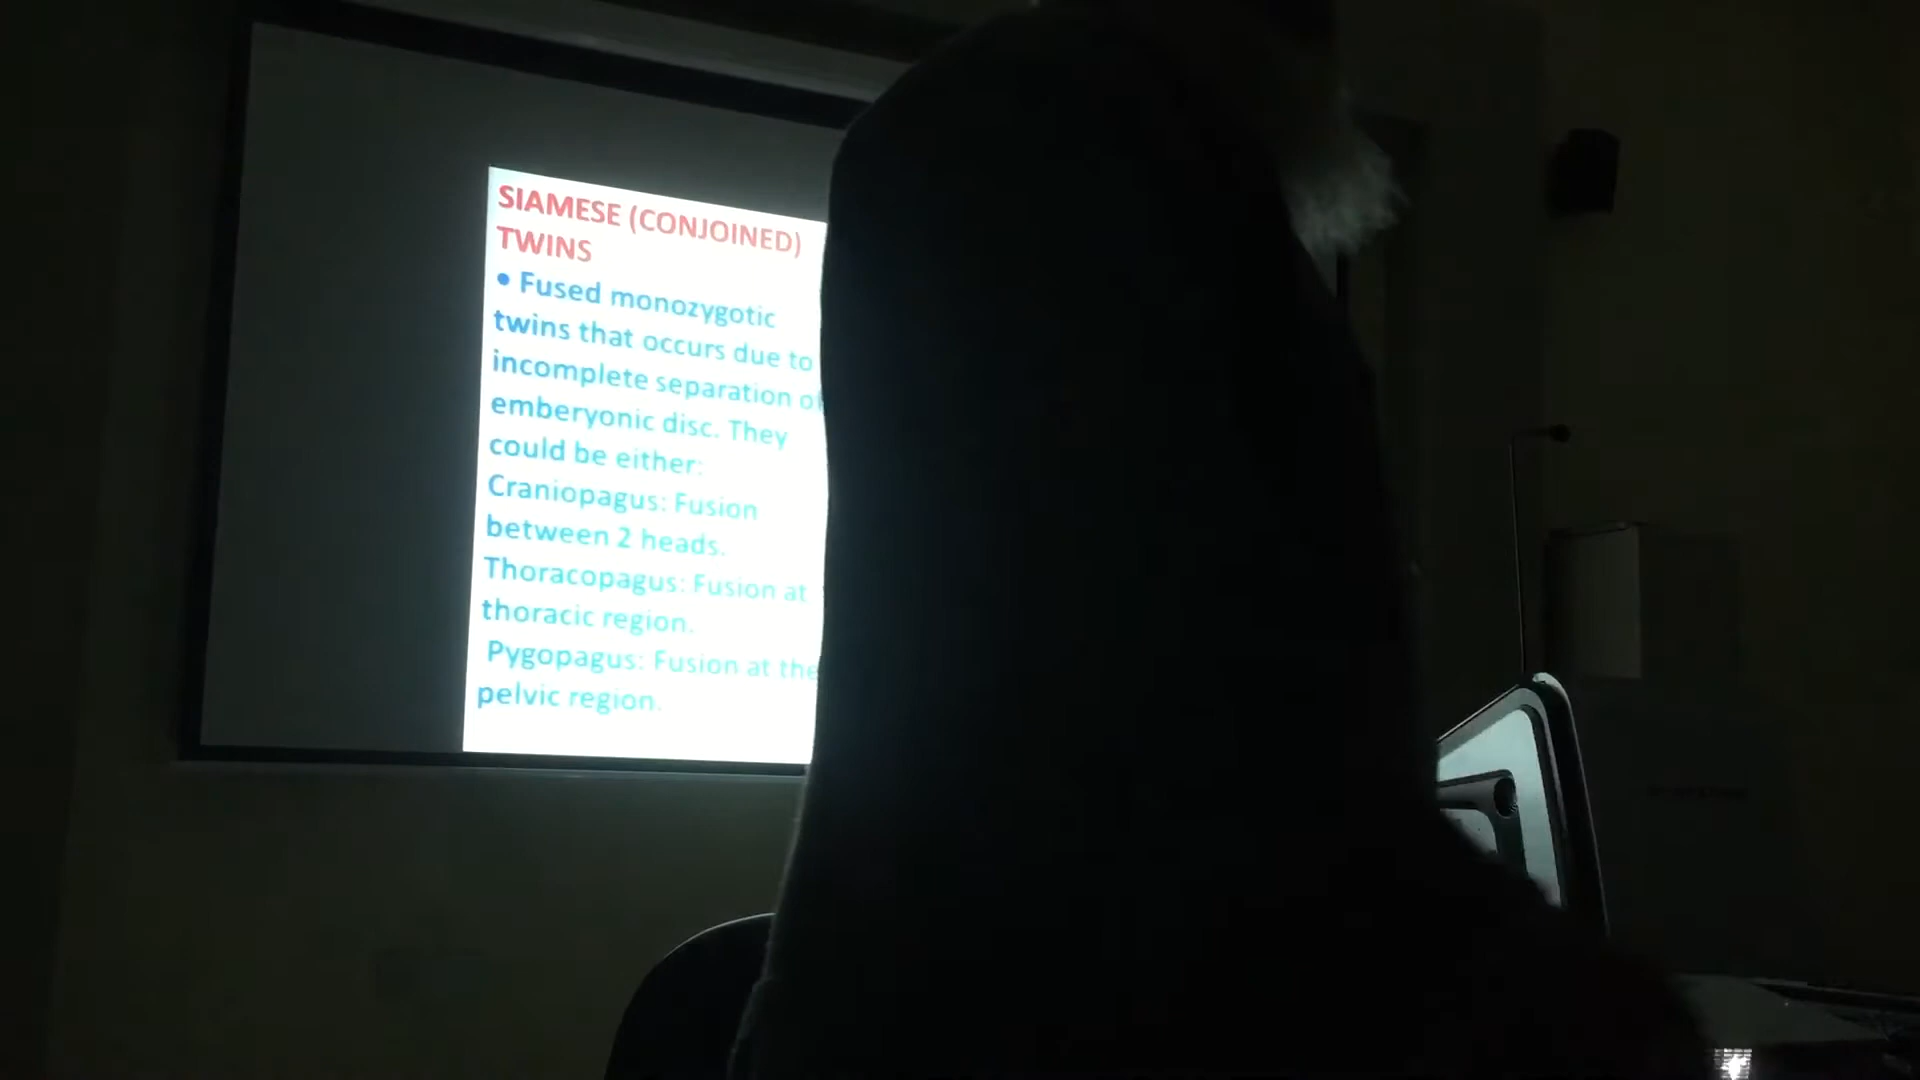 SIAMESE (CONJOINED)
TWINS
• Fused monozygotic
twins that occurs due to
incomplete separation of
emberyonic disc. They
could be either:
Craniopagus: Fusion
between 2 heads.
Thoracopagus: Fusion at
thoracic region.
Pygopagus: Fusion at the
pelvic region.